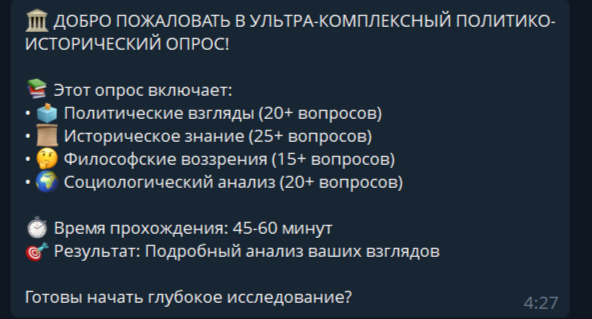 🏛 ДОБРО ПОЖАЛОВАТЬ В УЛЬТРА-КОМПЛЕКСНЫЙ ПОЛИТИКО-
ИСТОРИЧЕСКИЙ ОПРОС!
📚 Этот опрос включает:
• 🗳 Политические взгляды (20+ вопросов)
• 📜 Историческое знание (25+ вопросов)
• 🤔 Философские воззрения (15+ вопросов)
• 🌍 Социологический анализ (20+ вопросов)
⏱ Время прохождения: 45-60 минут
🎯 Результат: Подробный анализ ваших взглядов
Готовы начать глубокое исследование?
4:27